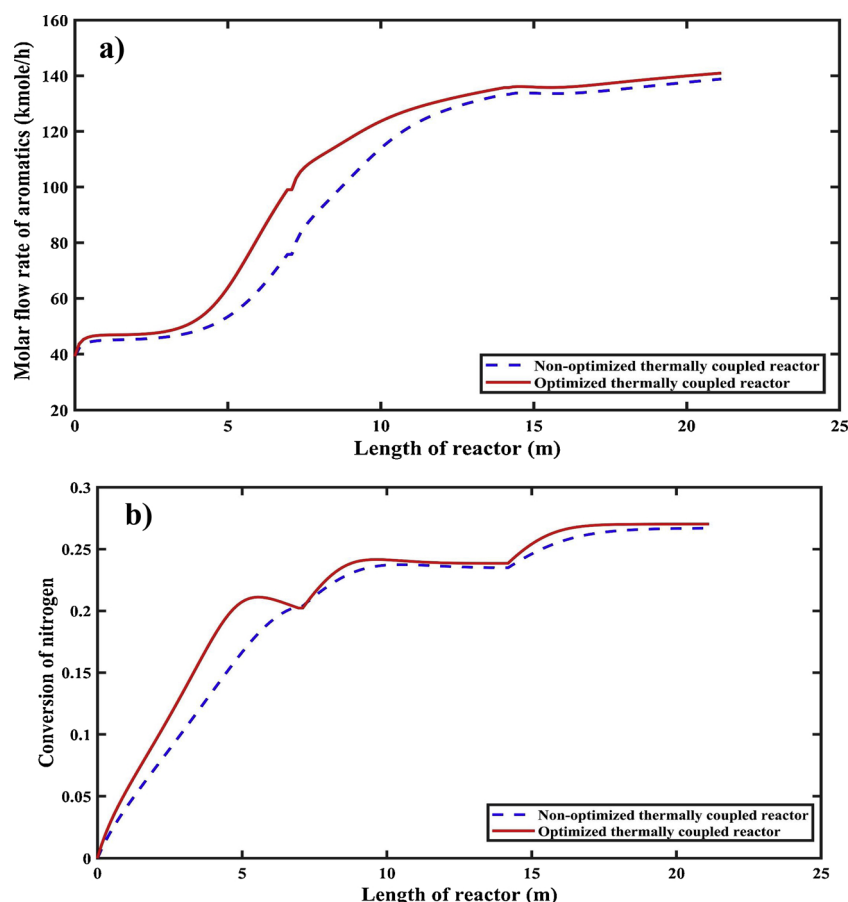 a)
Molar flow rate of aromatics (kmole/h)
160
140
120
100
80
60
40
20
0
5
10
15
20
25
Length of reactor (m)
Non-optimized thermally coupled reactor
Optimized thermally coupled reactor
b)
Conversion of nitrogen
0.3
0.25
0.2
0.15
0.1
0.05
0
0
5
10
15
20
25
Length of reactor (m)
Non-optimized thermally coupled reactor
Optimized thermally coupled reactor